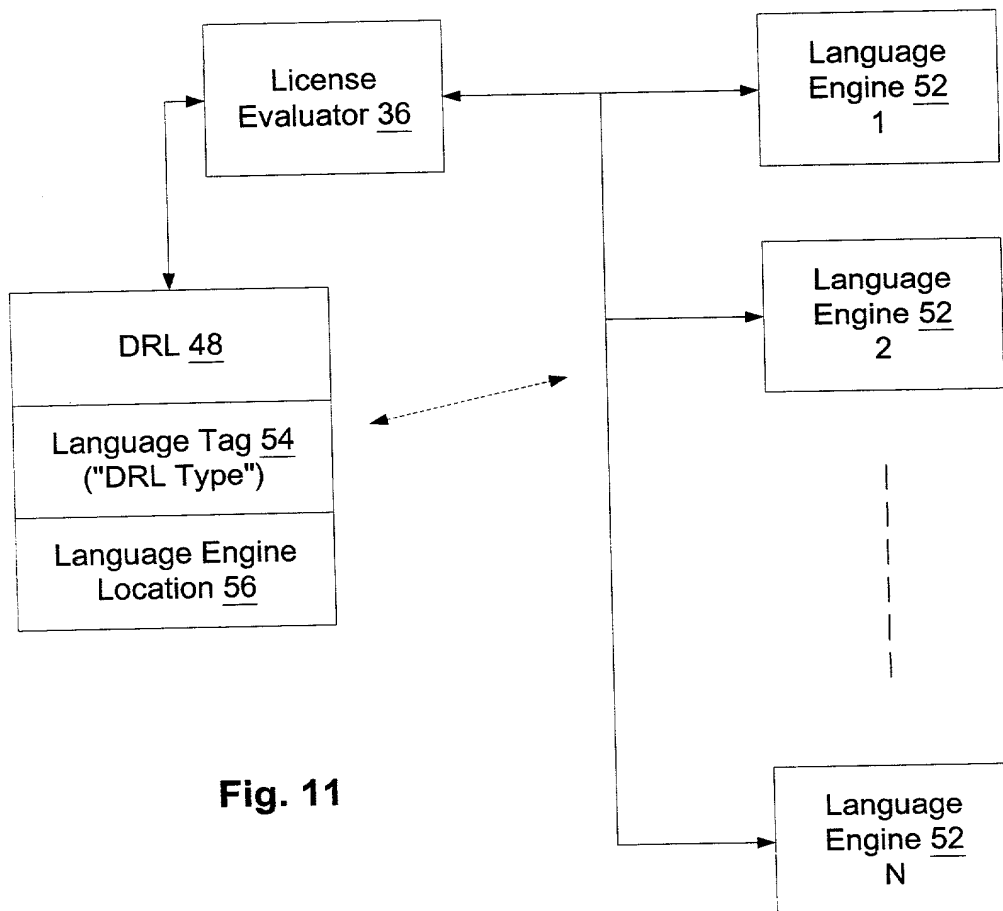 License
Evaluator 36
Language
Engine 52
1
Language
Engine 52
2
DRL 48
Language Tag 54
("DRL Type")
Language Engine
Location 56
Fig. 11
Language
Engine 52
N